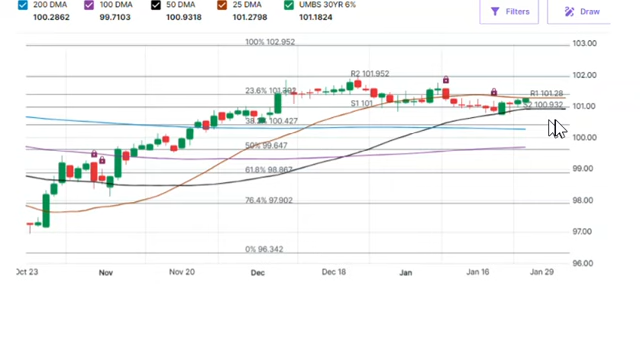 200 DMA 100 DMA 50 DMA 25 DMA UMBS 30YR 6%
100.2862 99.7103 100.9318 101.2798 101.1824
Filters Draw
100% 102.952
103.00
R2 101.952
102.00
23.6% 101.392
R1 101.28
S1 101
100.932
101.00
38.2% 100.427
100.00
50% 99.647
99.00
61.8% 98.867
98.00
76.4% 97.902
97.00
0% 96.342
96.00
Oct 23 Nov Nov 20 Dec Dec 18 Jan Jan 16 Jan 29